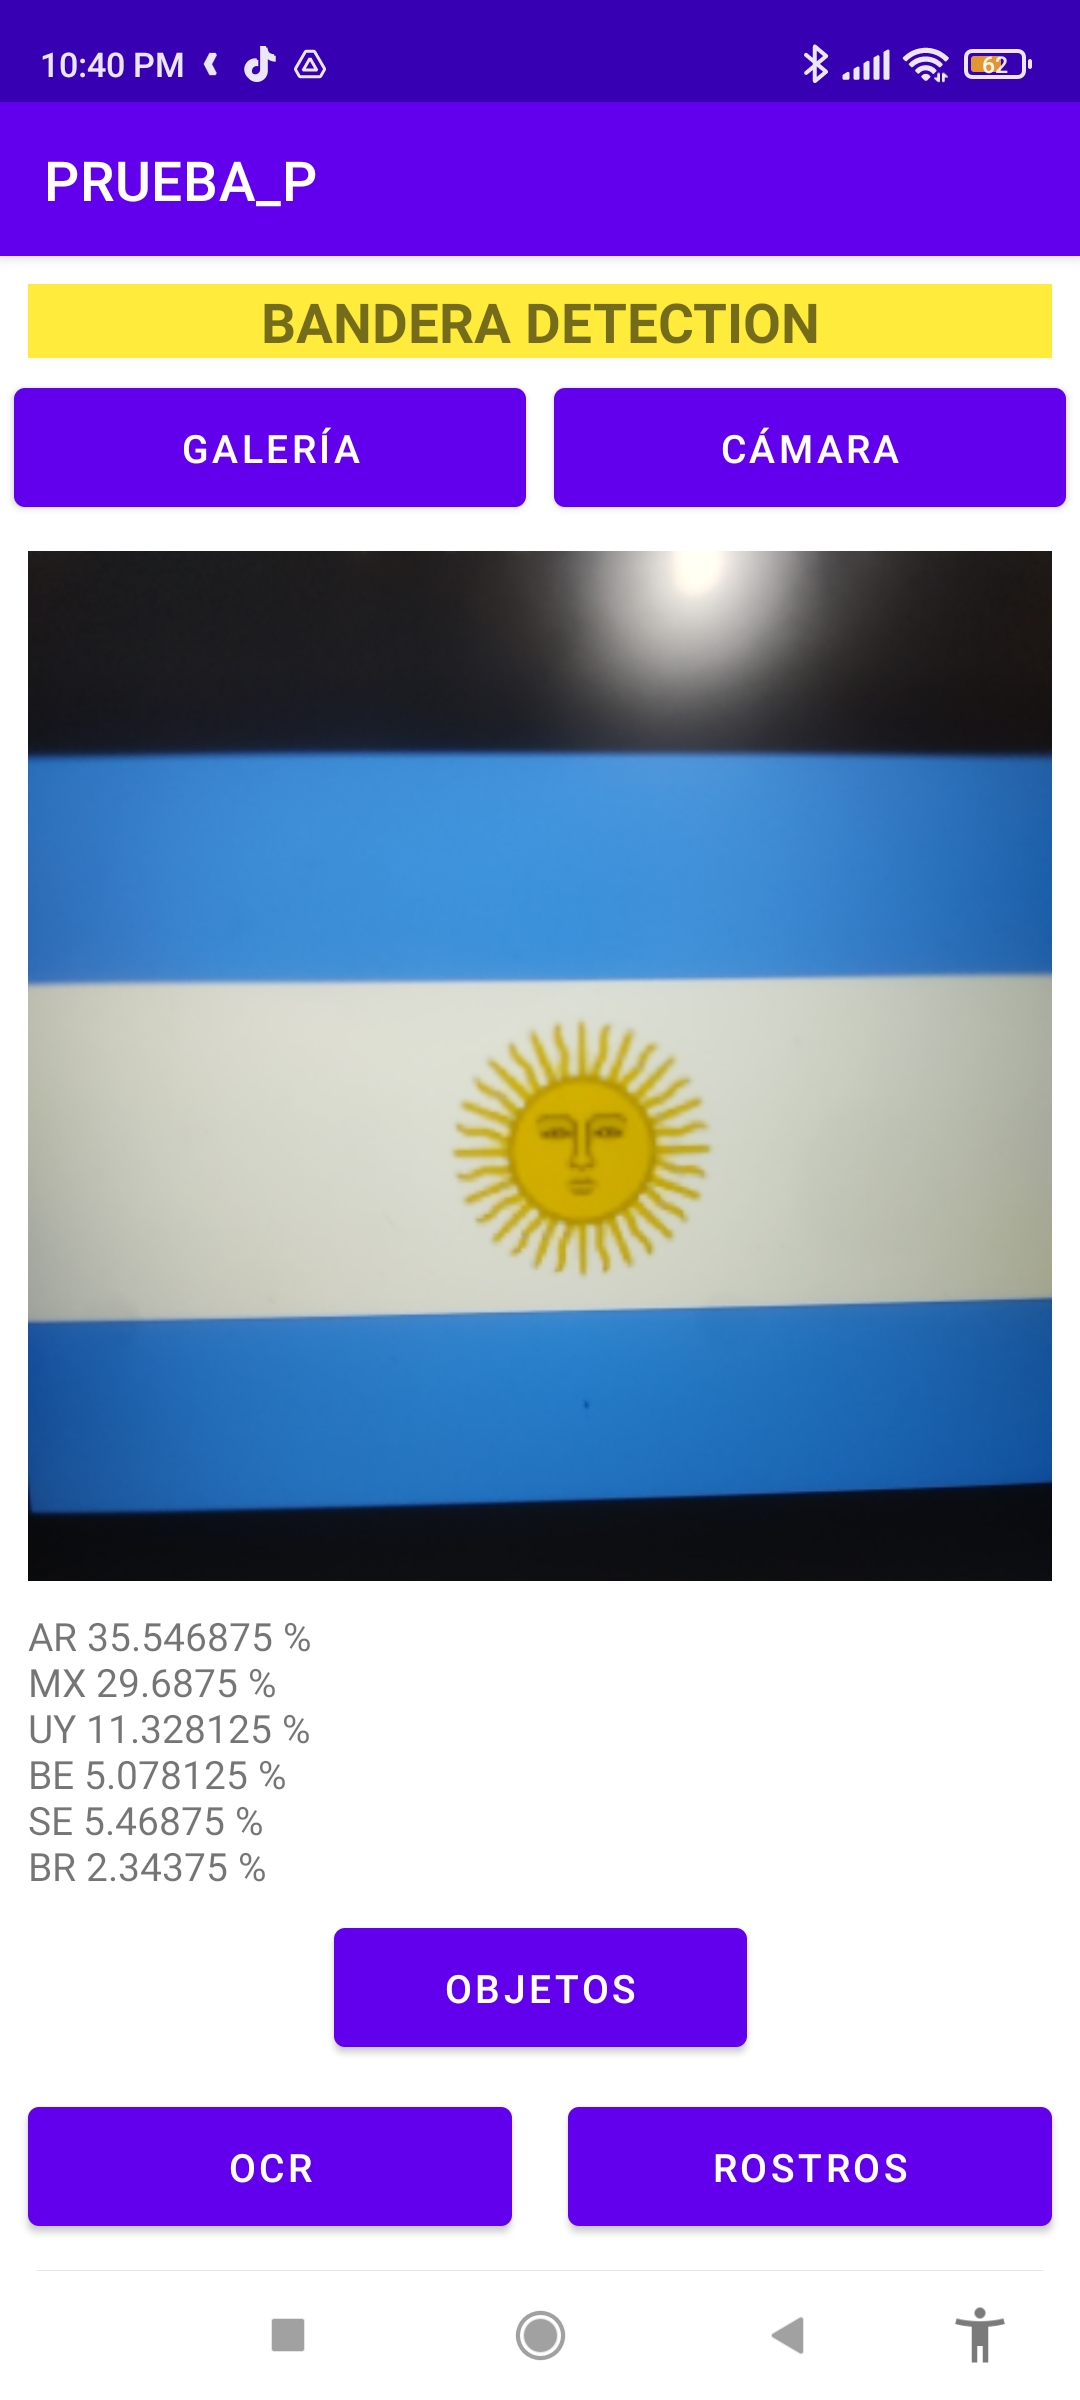 10:40 PM
62
PRUEBA_P
BANDERA DETECTION
GALERÍA
CÁMARA
AR 35.546875 %
MX 29.6875 %
UY 11.328125 %
BE 5.078125 %
SE 5.46875 %
BR 2.34375 %
OBJETOS
OCR
ROSTROS